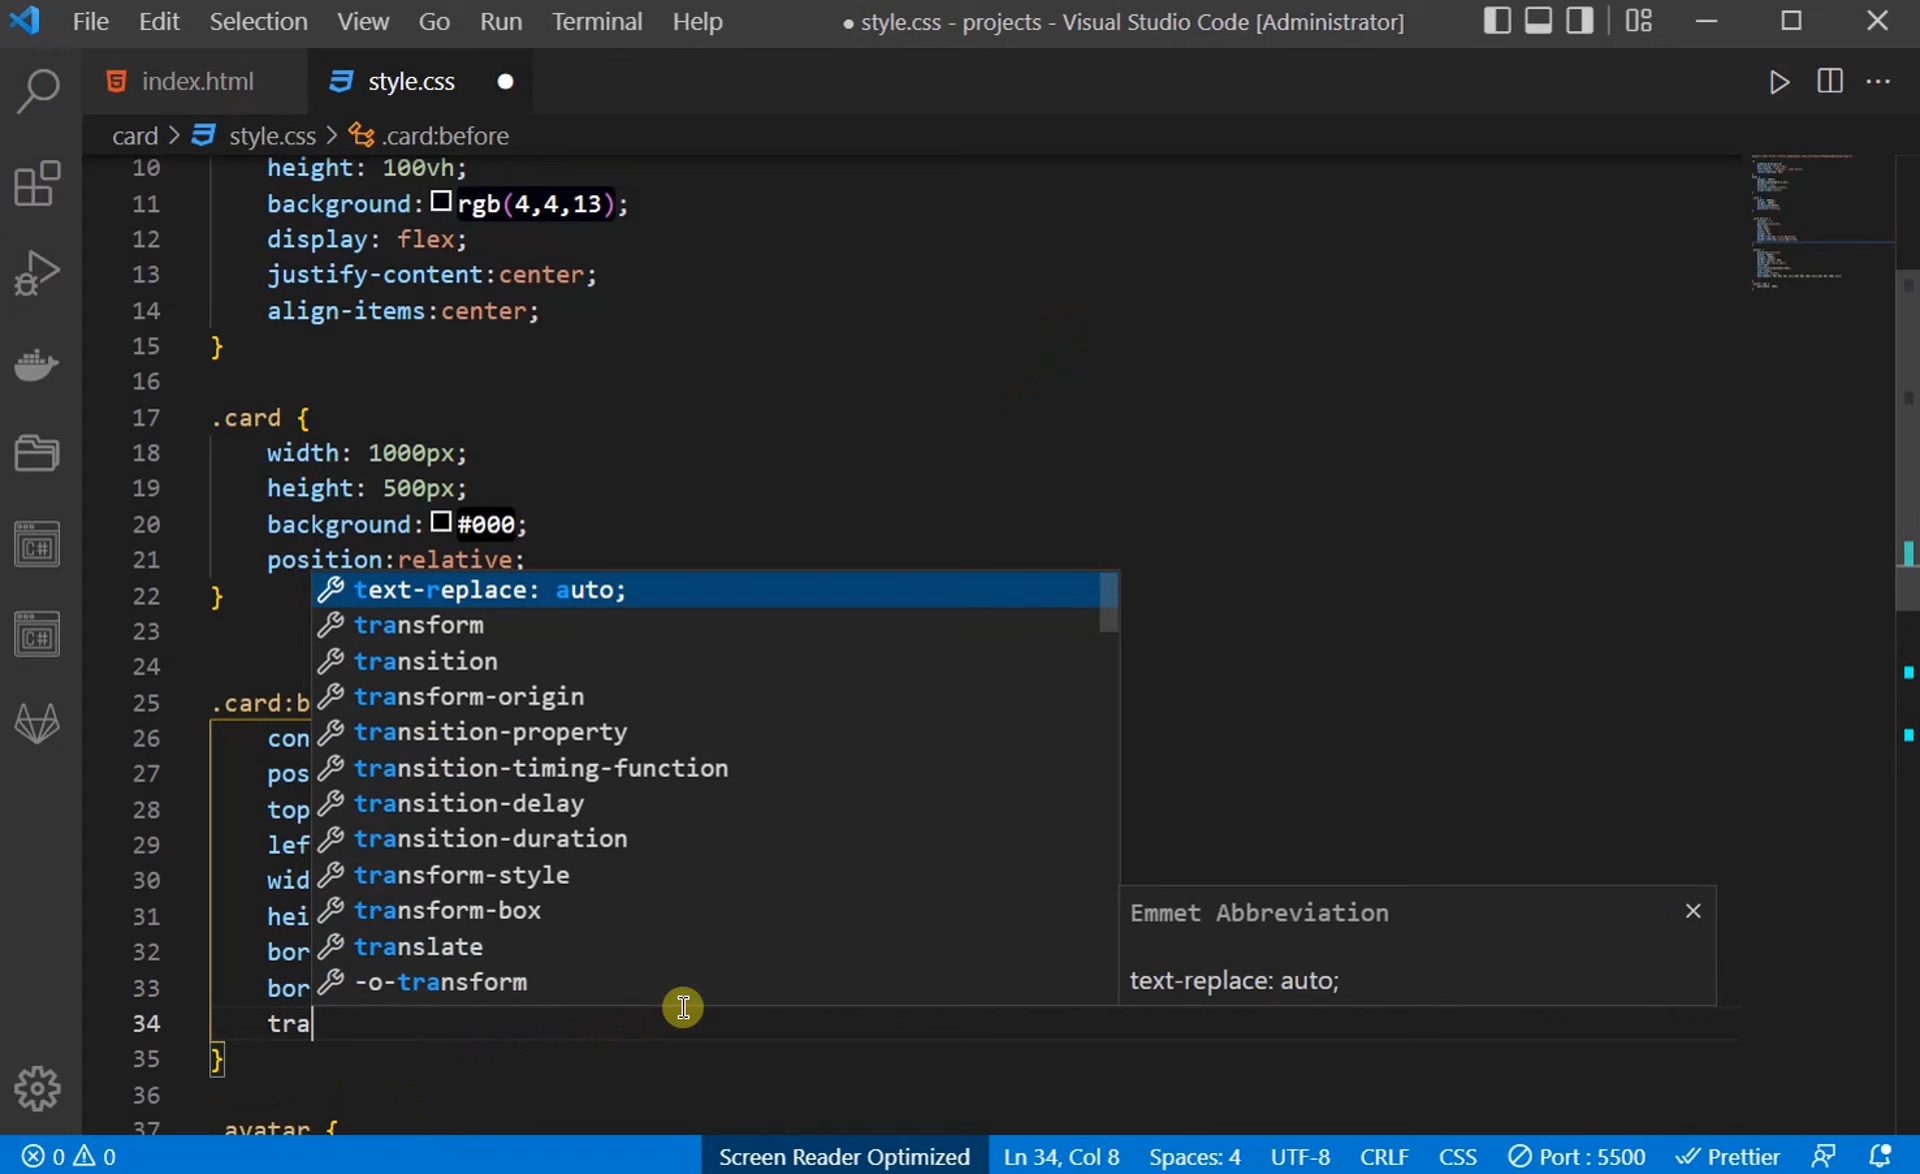 File Edit Selection View Go Run Terminal Help ● style.css - projects - Visual Studio Code [Administrator]
index.html style.css
card > style.css > .card:before
10 height: 100vh;
11 background: rgb(4,4,13);
12 display: flex;
13 justify-content:center;
14 align-items:center;
15 }
16
17 .card {
18 width: 1000px;
19 height: 500px;
20 background: #000;
21 position:relative;
22 }
23
24
25 .card:b
26 con
27 pos
28 top
29 lef
30 wid
31 hei
32 bor
33 bor
34 tra
35 }
36
37 avatar {
text-replace: auto;
transform
transition
transform-origin
transition-property
transition-timing-function
transition-delay
transition-duration
transform-style
transform-box
translate
-o-transform
Emmet Abbreviation
text-replace: auto;
0 0 Screen Reader Optimized Ln 34, Col 8 Spaces: 4 UTF-8 CRLF CSS Port : 5500 Prettier